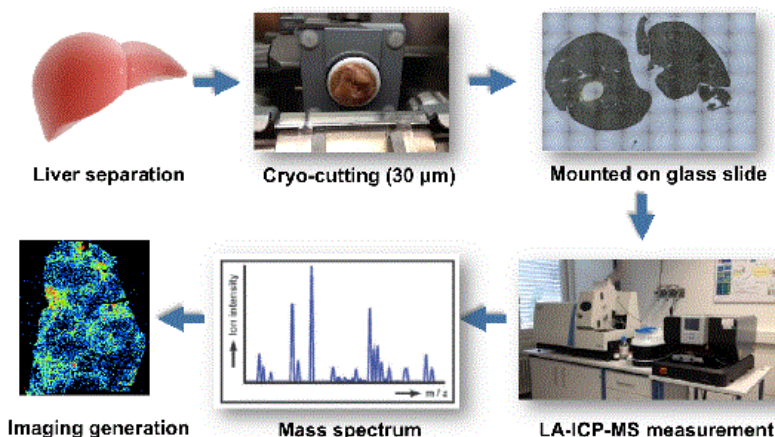 Liver separation
Cryo-cutting (30 µm)
Mounted on glass slide
Ion intensity
m / z
Imaging generation
Mass spectrum
LA-ICP-MS measurement